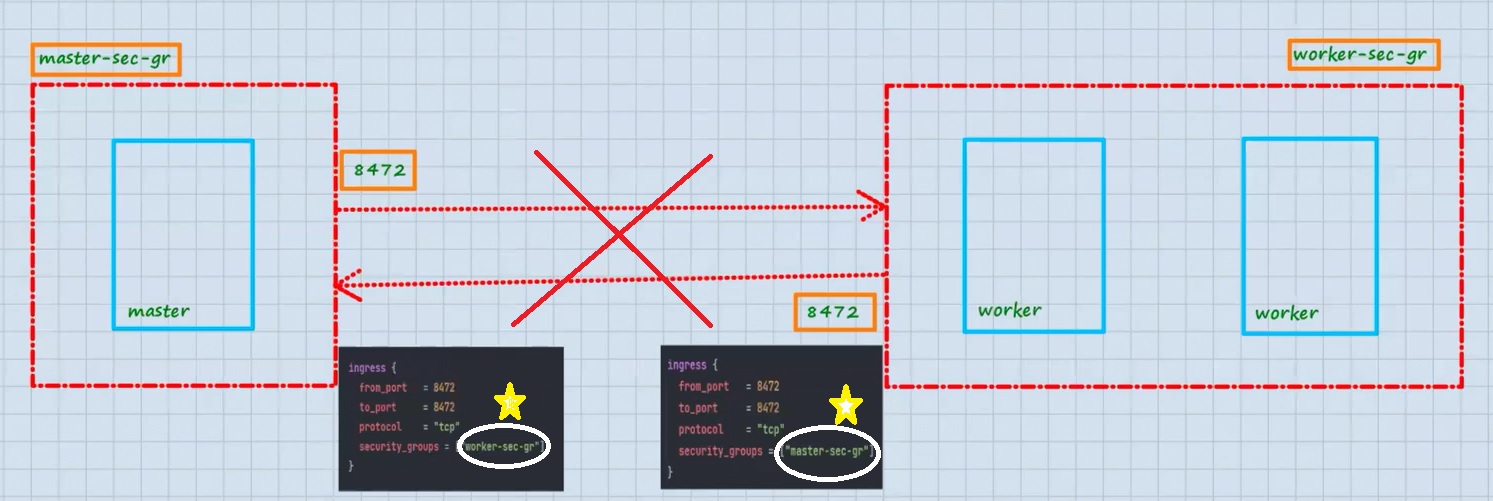 master-sec-gr
worker-sec-gr
8472
master
worker
worker
8472
ingress {
from_port = 8472
to_port = 8472
protocol = "tcp"
security_groups = ["worker-sec-gr"]
}
ingress {
from_port = 8472
to_port = 8472
protocol = "tcp"
security_groups = ["master-sec-gr"]
}